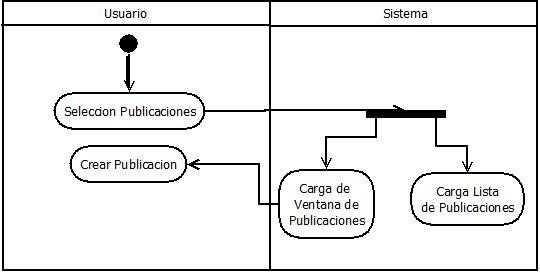 Usuario
Sistema
Seleccion Publicaciones
Crear Publicacion
Carga de
Ventana de
Publicaciones
Carga Lista
de Publicaciones